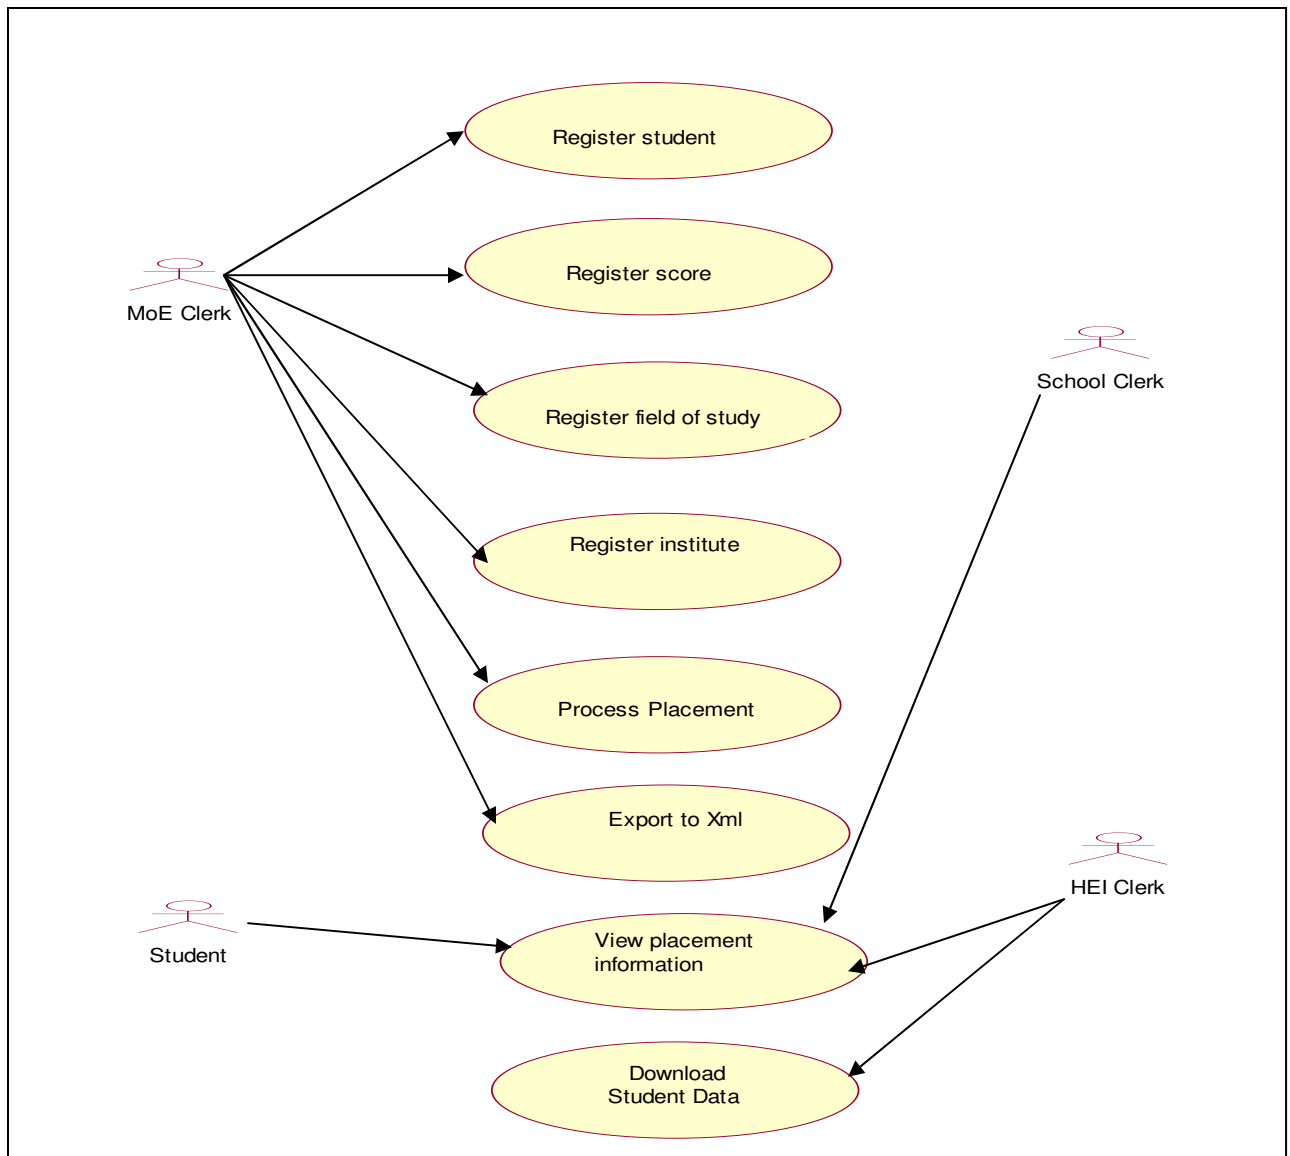 Register student
Register score
MoE Clerk
School Clerk
Register field of study
Register institute
Process Placement
Export to Xml
HEI Clerk
Student
View placement
information
Download
Student Data